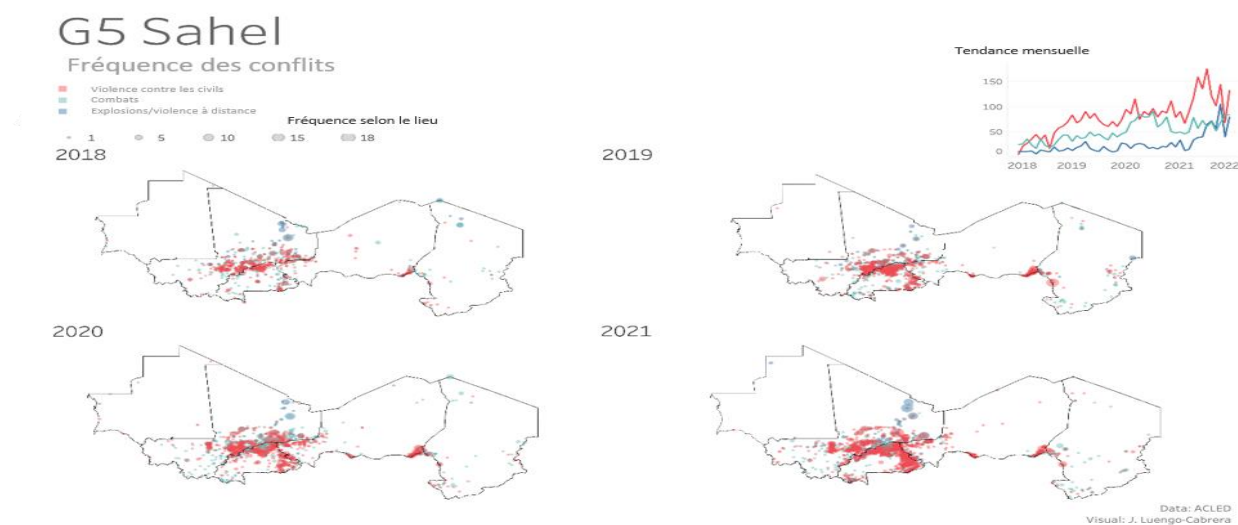 G5 Sahel
Fréquence des conflits
Violence contre les civils
Combats
Explosions/violence à distance
Fréquence selon le lieu
1 5 10 15 18
Tendance mensuelle
150
100
50
0
2018 2019 2020 2021 2022
2018
2019
2020
2021
Data: ACLED
Visual: J. Luengo-Cabrera